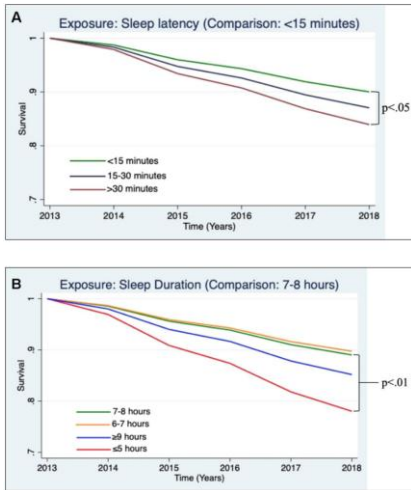 A
Exposure: Sleep latency (Comparison: <15 minutes)
1
.9
.8
.7
Survival
<15 minutes
15-30 minutes
>30 minutes
2013 2014 2015 2016 2017 2018
Time (Years)
p<.05
B
Exposure: Sleep Duration (Comparison: 7-8 hours)
1
.9
.8
.7
Survival
7-8 hours
6-7 hours
≥9 hours
≤5 hours
2013 2014 2015 2016 2017 2018
Time (Years)
p<.01